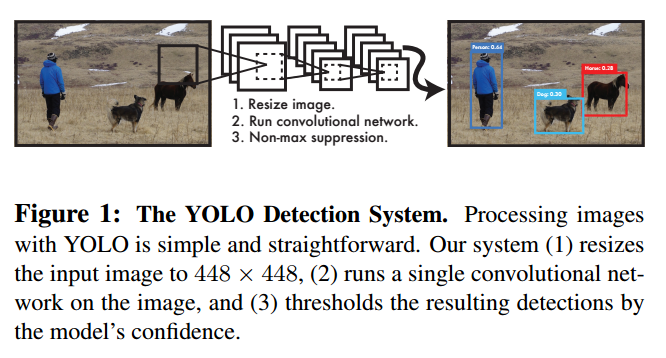 1. Resize image.
2. Run convolutional network.
3. Non-max suppression.
Person: 0.64
Horse: 0.28
Dog: 0.30
Figure 1: The YOLO Detection System. Processing images
with YOLO is simple and straightforward. Our system (1) resizes
the input image to 448 × 448, (2) runs a single convolutional net-
work on the image, and (3) thresholds the resulting detections by
the model’s confidence.